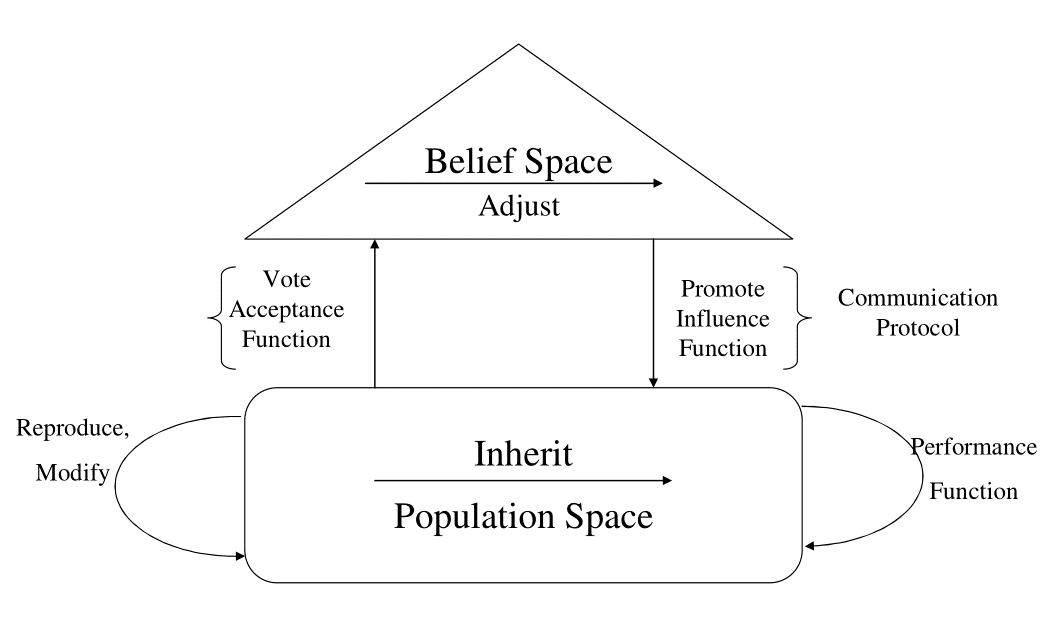 Belief Space
Adjust
Vote
Acceptance
Function
Promote
Influence
Function
Communication
Protocol
Reproduce,
Modify
Inherit
Population Space
Performance
Function